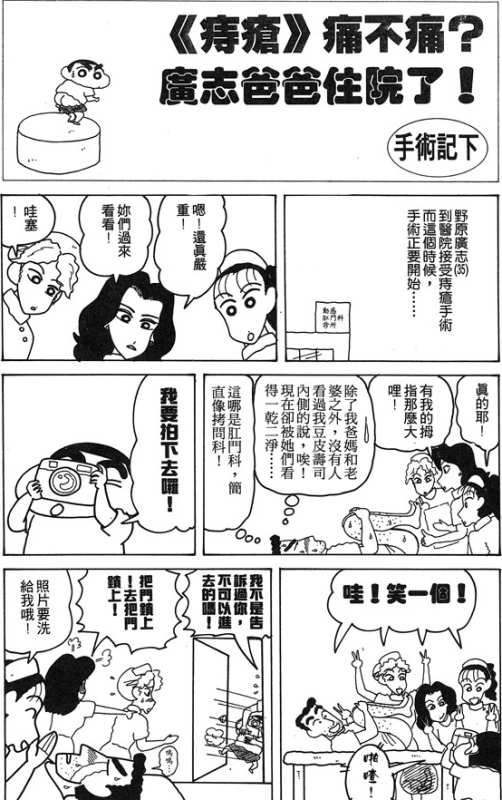 《痔瘡》痛不痛？
廣志爸爸住院了！
手術記下
野原廣志(35)
到醫院接受痔瘡手術
而這個時候，
手術正要開始……
嗯！還眞嚴
重！
妳們過來
看看！
哇塞
！
眞的耶！
有我的拇
指那麼大
哩！
除了我爸媽和老
婆之外，沒有人
看過我豆皮壽司
內側的說，唉！
現在卻被她們看
得一乾二淨……
這哪是肛門科，簡
直像拷問科！
我要拍下去囉！
哇！笑一個！
啪喳！
我不是告
訴過你，
不可以進
去的嗎！
把門鎖上
！去把門
鎖上！
嗚嗚
照片要洗
給我哦！